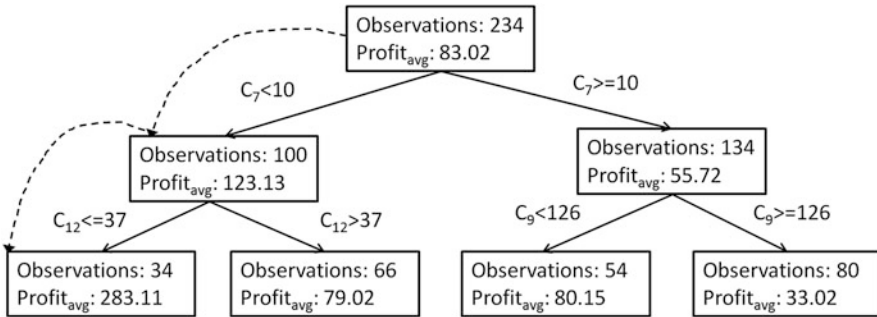 Observations: 234
Profitavg: 83.02
C7<10
C7>=10
Observations: 100
Profitavg: 123.13
Observations: 134
Profitavg: 55.72
C12<=37
C12>37
C9<126
C9>=126
Observations: 34
Profitavg: 283.11
Observations: 66
Profitavg: 79.02
Observations: 54
Profitavg: 80.15
Observations: 80
Profitavg: 33.02